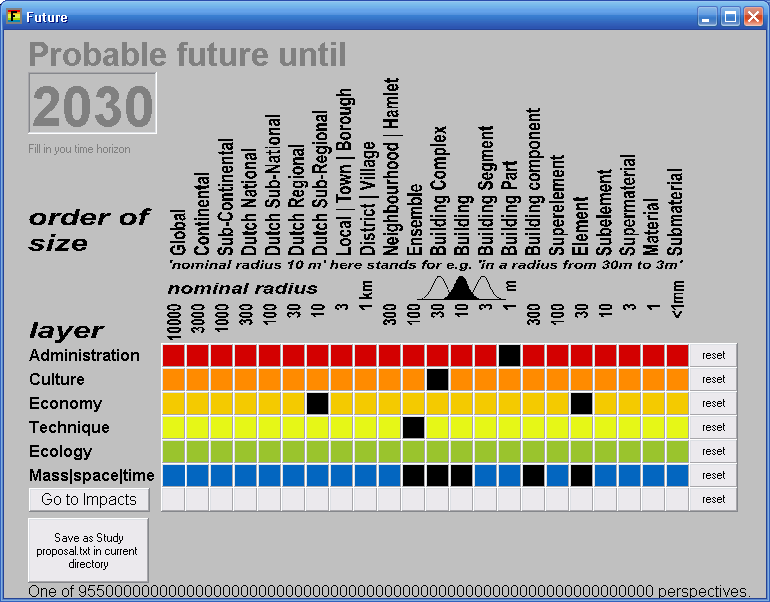 Future
Probable future until
2030
Fill in you time horizon
order of
size
Global
Continental
Sub-Continental
Dutch National
Dutch Sub-National
Dutch Regional
Dutch Sub-Regional
Local | Town | Borough
District | Village
Neighbourhood | Hamlet
Ensemble
Building Complex
Building
Building Segment
Building Part
Building component
Superelement
Element
Subelement
Supermaterial
Material
Submaterial
'nominal radius 10 m' here stands for e.g. 'in a radius from 30m to 3m'
nominal radius
10000
3000
1000
300
100
30
10
3
1 km
300
100
30
10
3
1 m
300
100
30
10
3
1
<1mm
layer
Administration reset
Culture reset
Economy reset
Technique reset
Ecology reset
Mass|space|time reset
Go to Impacts reset
Save as Study
proposal.txt in current
directory
One of perspectives.